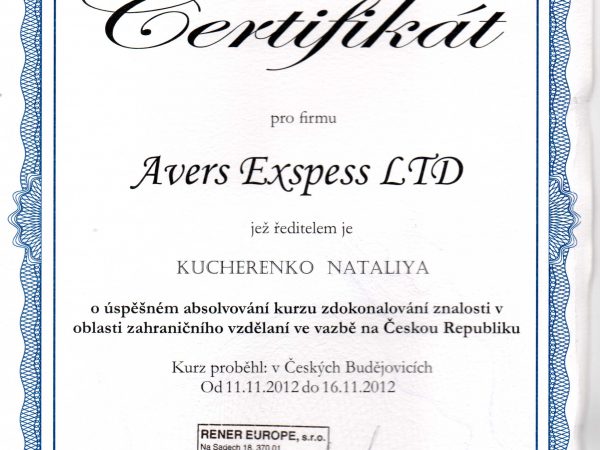 Certifikát
pro firmu
Avers Exspess LTD
jež ředitelem je
KUCHERENKO NATALIYA
o úspěšném absolvování kurzu zdokonalování znalosti v
oblasti zahraničního vzdělaní ve vazbě na Českou Republiku
Kurz proběhl: v Českých Budějovicích
Od 11.11.2012 do 16.11.2012
RENER EUROPE, s.r.o.
Na Sadech 18, 370 01